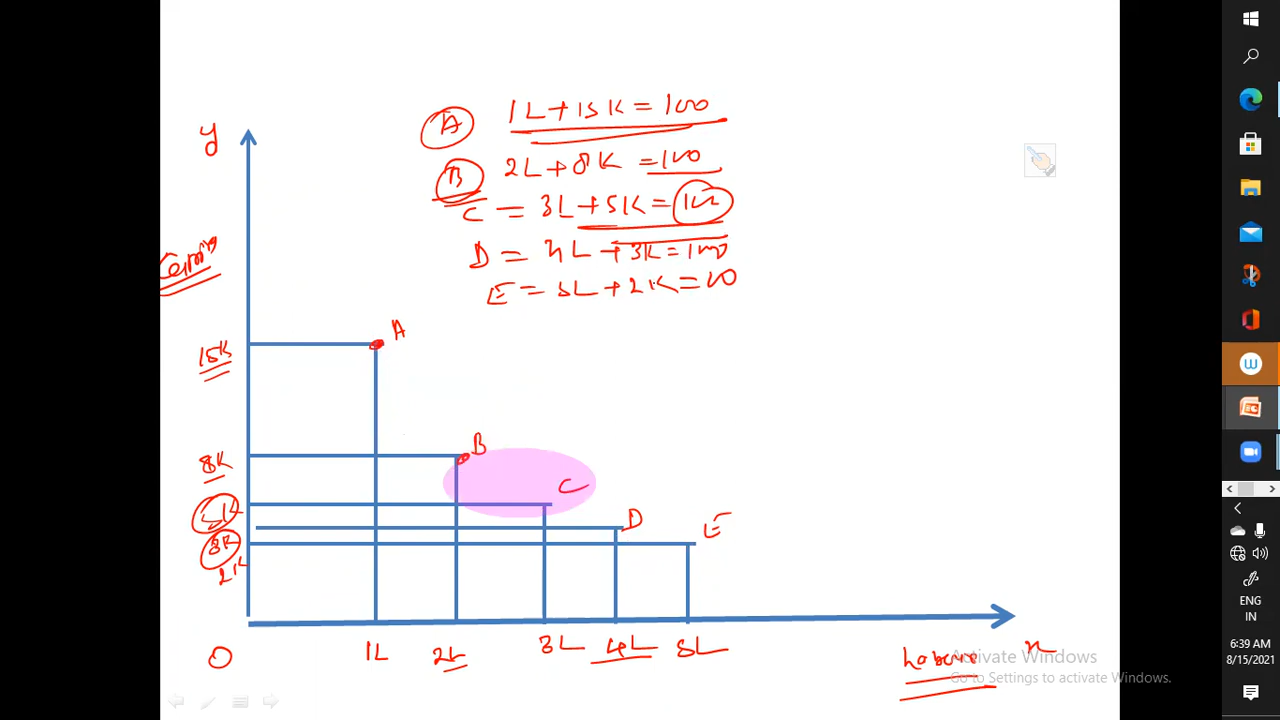 y
A 1L+15K=100
B 2L+8K=100
C = 3L+5K=100
D = 4L+3K=100
E = 5L+2K=100
15K
A
8K
B
5K
C
3K
D
2K
E
O
1L
2L
3L
4L
5L
Labour
x
Activate Windows
Go to Settings to activate Windows.
W
ENG
IN
6:39 AM
8/15/2021